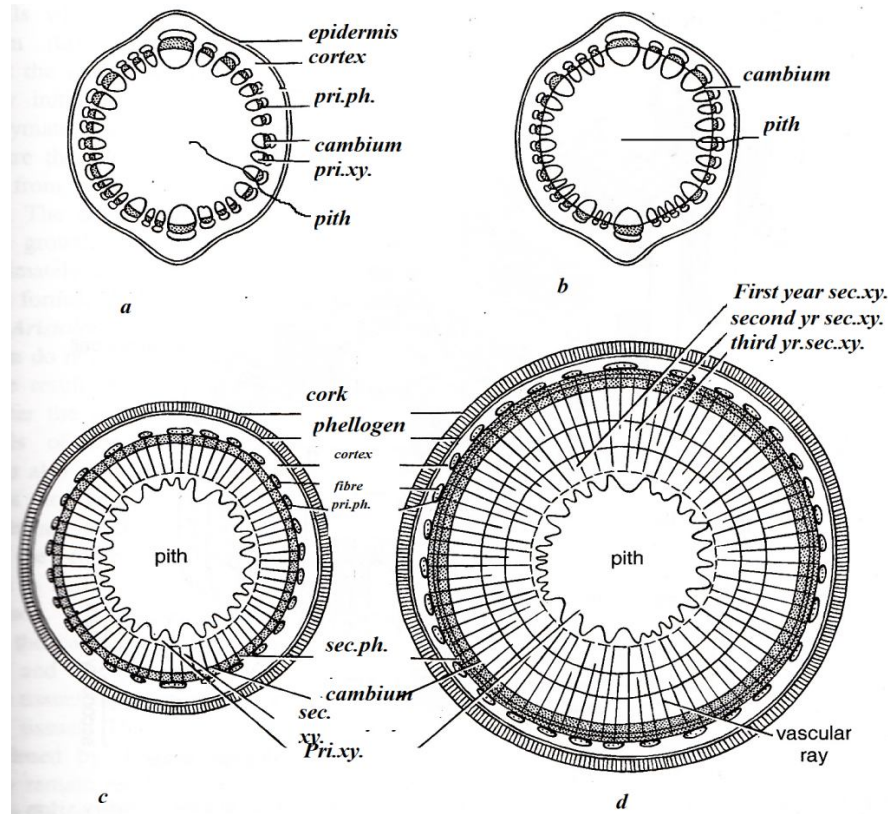 epidermis
cortex
pri.ph.
cambium
pri.xy.
pith
a
cambium
pith
b
First year sec.xy.
second yr sec.xy.
third yr.sec.xy.
cork
phellogen
cortex
fibre
pri.ph.
pith
sec.ph.
cambium
sec.
xy.
Pri.xy.
c
pith
vascular
ray
d